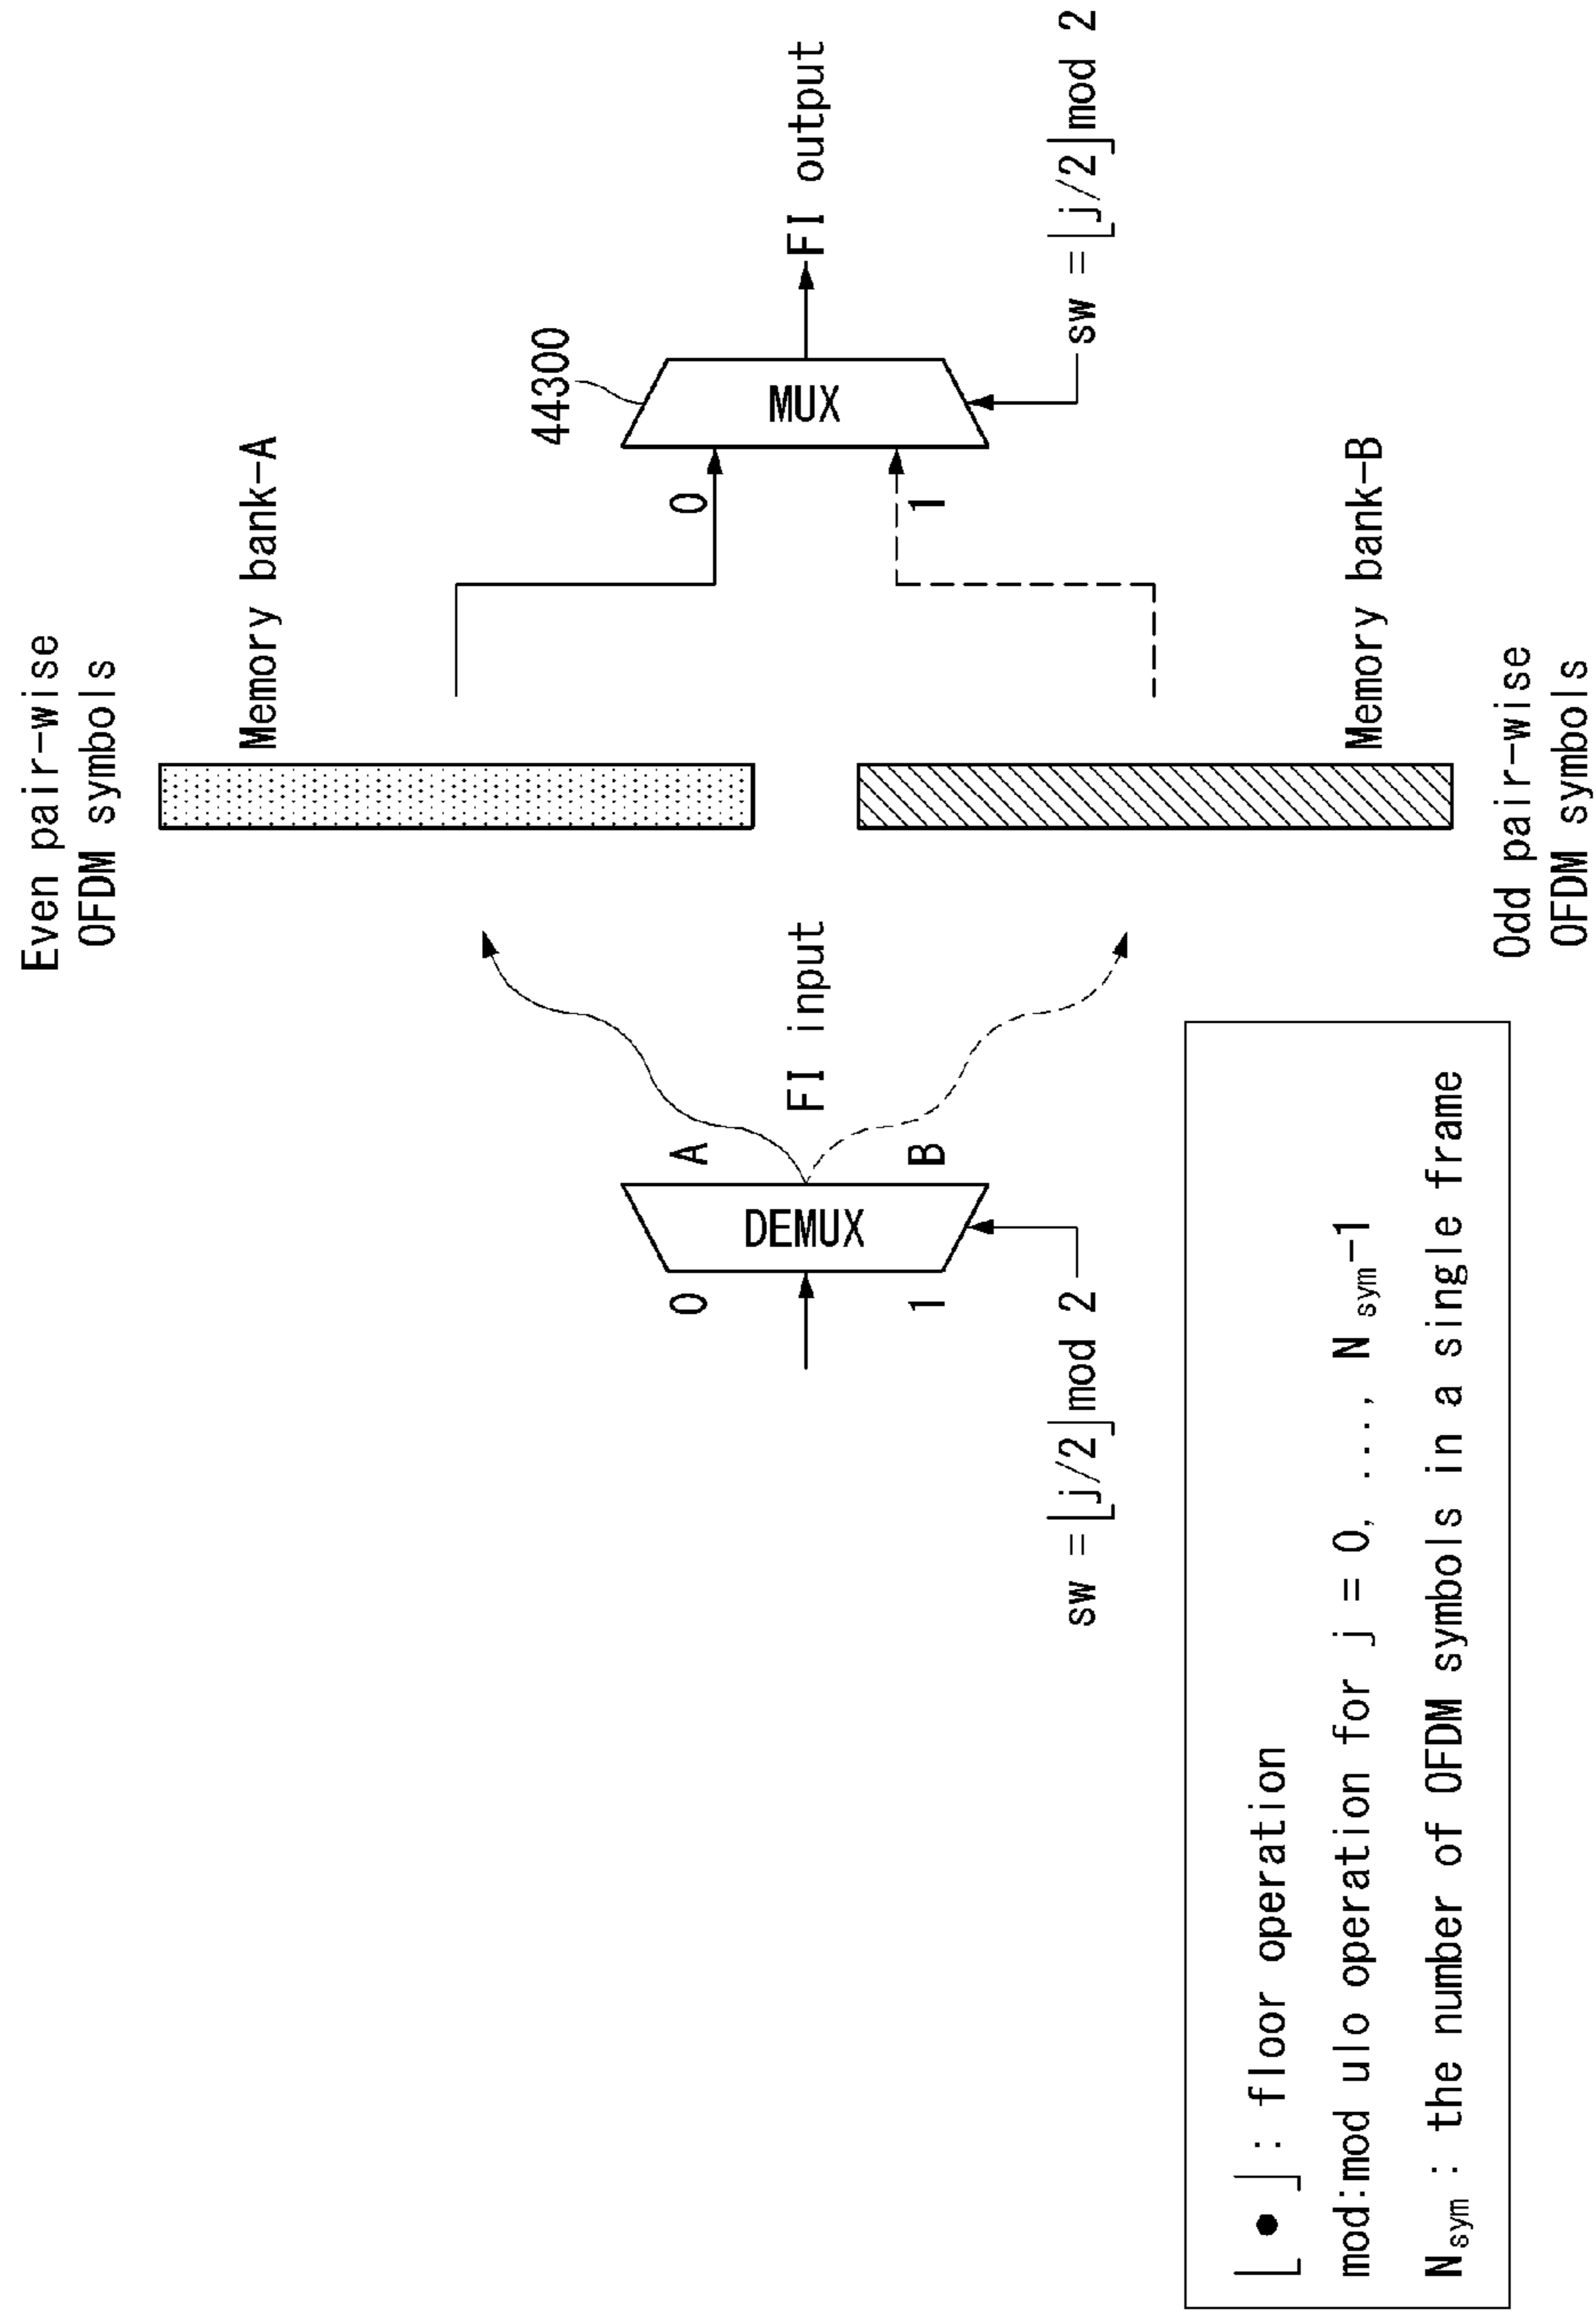 Even pair-wise
OFDM symbols
Memory bank-A
44300
0
A
0
DEMUX
FI input
MUX
FI output
1
B
1
sw = ⌊j/2⌋mod 2
sw = ⌊j/2⌋mod 2
Memory bank-B
Odd pair-wise
OFDM symbols
⌊ ● ⌋ : floor operation
mod:mod ulo operation for j = 0, ..., N sym-1
Nsym : the number of OFDM symbols in a single frame